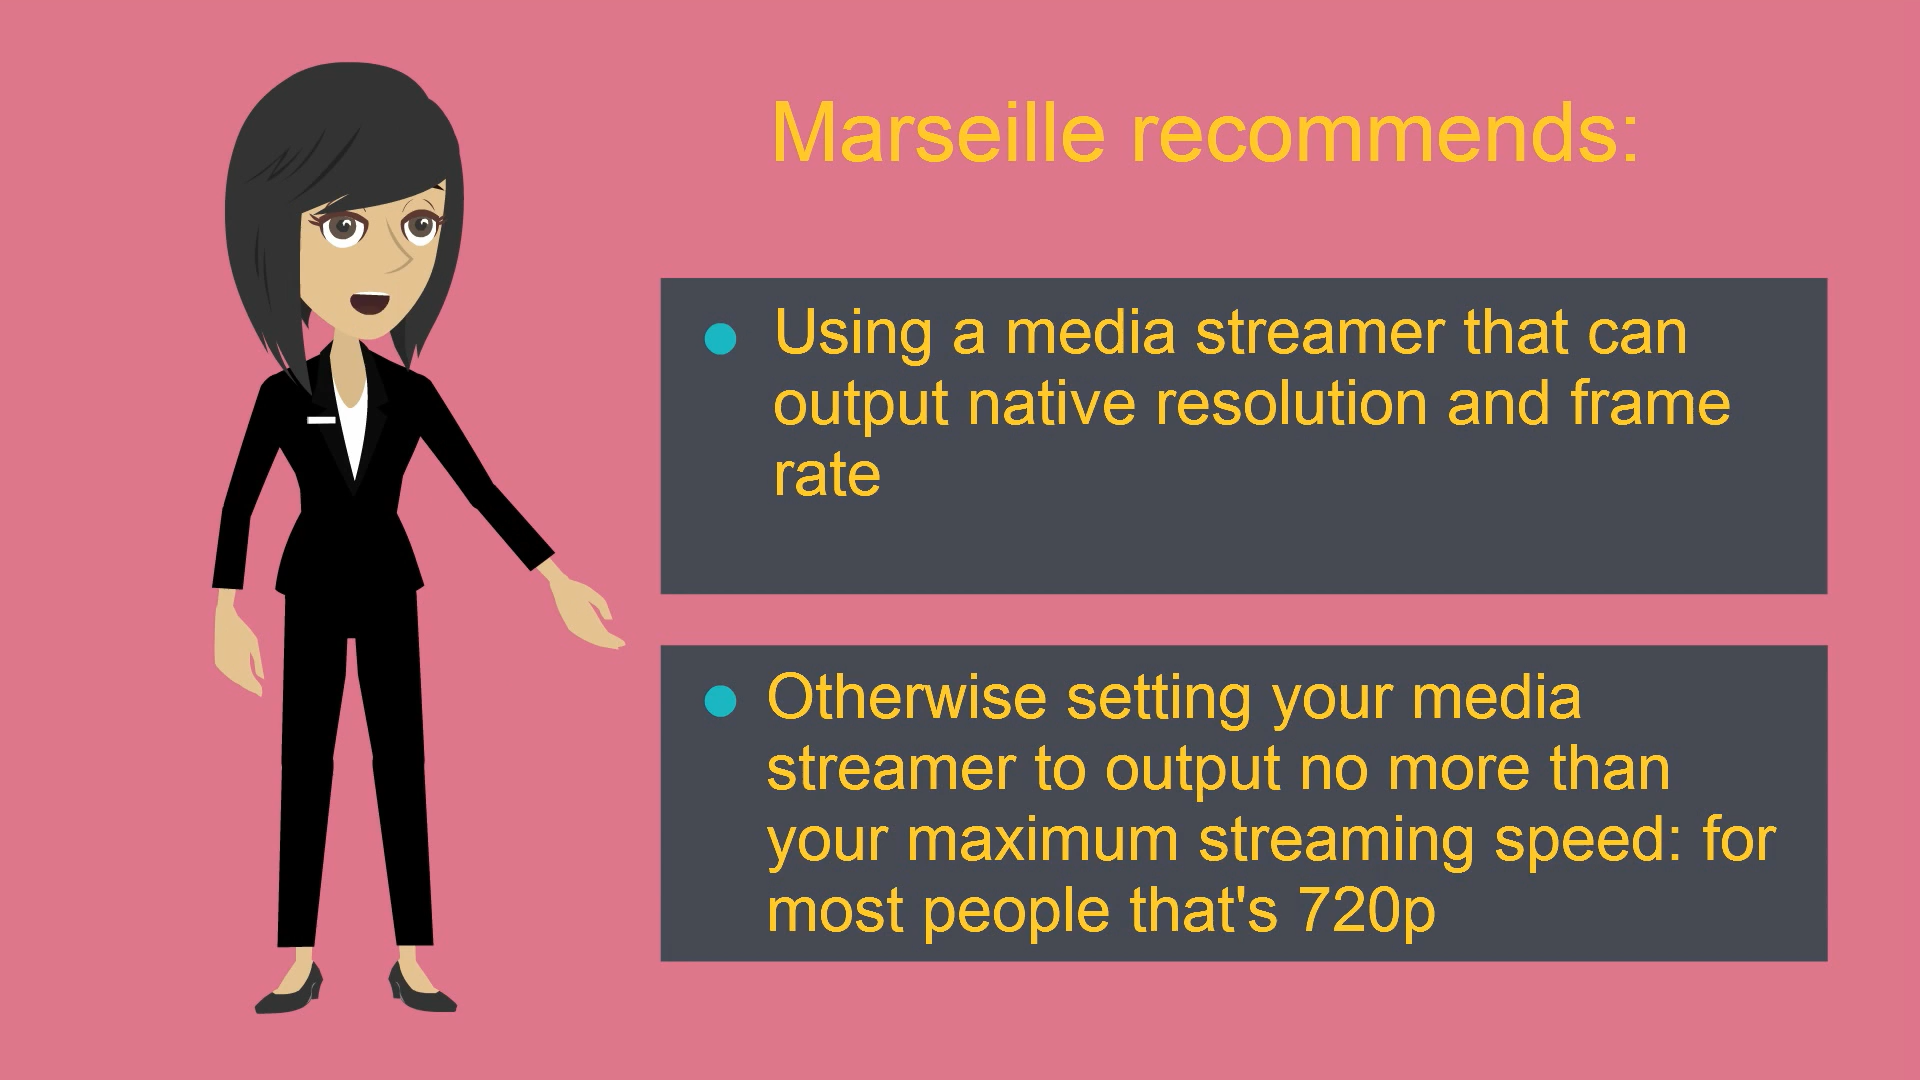 Marseille recommends:
Using a media streamer that can
output native resolution and frame
rate
Otherwise setting your media
streamer to output no more than
your maximum streaming speed: for
most people that's 720p